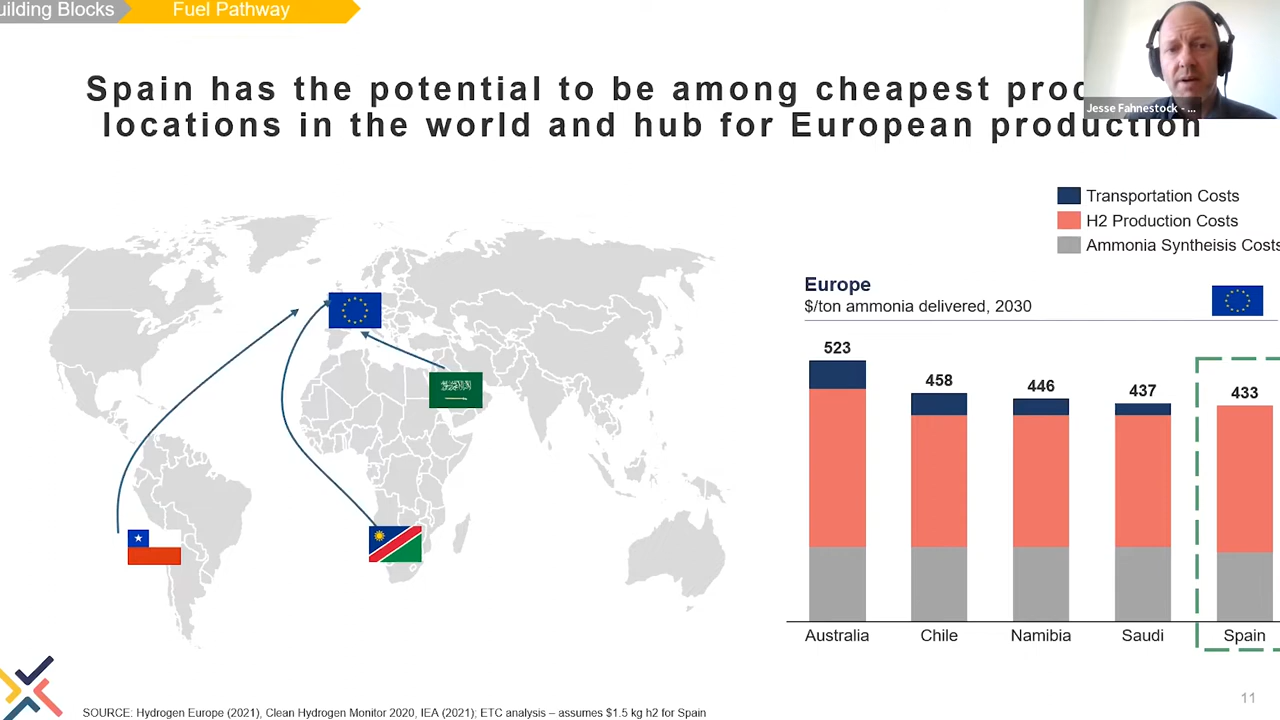 uilding Blocks
Fuel Pathway
Spain has the potential to be among cheapest
locations in the world and hub for European production
Jesse Fahnestock - ...
Transportation Costs
H2 Production Costs
Ammonia Syntheisis Costs
Europe
$/ton ammonia delivered, 2030
523
458
446
437
433
Australia
Chile
Namibia
Saudi
Spain
11
SOURCE: Hydrogen Europe (2021), Clean Hydrogen Monitor 2020, IEA (2021); ETC analysis – assumes $1.5 kg h2 for Spain